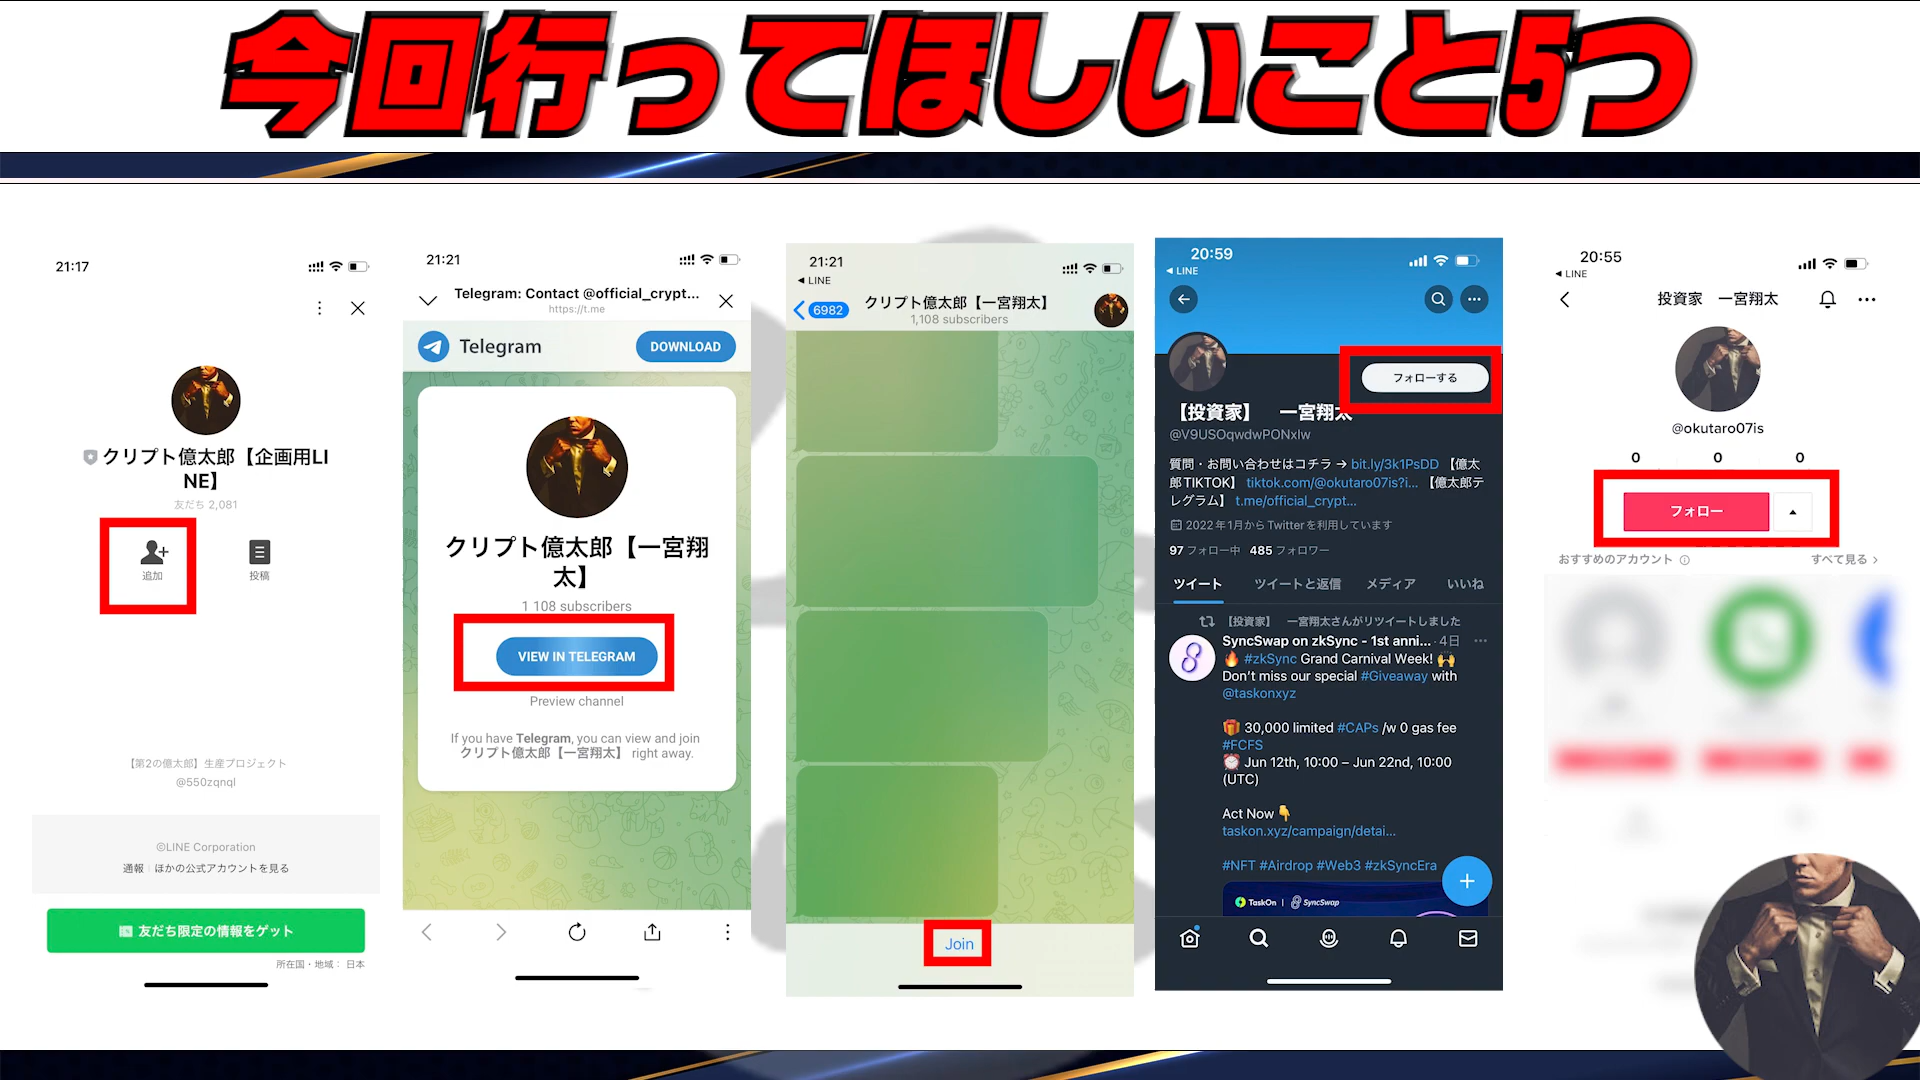 今回行ってほしいこと5つ
21:17
クリプト億太郎【企画用LI
NE】
友だち 2,081
追加
投稿
【第2の億太郎】生産プロジェクト
@550zqnql
©LINE Corporation
通報 ほかの公式アカウントを見る
友だち限定の情報をゲット
所在国・地域： 日本
21:21
Telegram: Contact @official_crypt...
https://t.me
Telegram
DOWNLOAD
クリプト億太郎【一宮翔
太】
1 108 subscribers
VIEW IN TELEGRAM
Preview channel
If you have Telegram, you can view and join
クリプト億太郎【一宮翔太】 right away.
21:21
◀ LINE
6982
クリプト億太郎【一宮翔太】
1,108 subscribers
Join
20:59
◀ LINE
フォローする
【投資家】 一宮翔太
@V9USOqwdwPONxlw
質問・お問い合わせはコチラ → bit.ly/3k1PsDD 【億太
郎TIKTOK】 tiktok.com/@okutaro07is?i... 【億太郎テ
レグラム】 t.me/official_crypt...
2022年1月からTwitterを利用しています
97 フォロー中 485 フォロワー
ツイート ツイートと返信 メディア いいね
【投資家】 一宮翔太さんがリツイートしました
SyncSwap on zkSync - 1st anni... · 4日
🔥 #zkSync Grand Carnival Week! 🙌
Don't miss our special #Giveaway with
@taskonxyz
🎁 30,000 limited #CAPs /w 0 gas fee
#FCFS
⏰ Jun 12th, 10:00 – Jun 22nd, 10:00
(UTC)
Act Now 👇
taskon.xyz/campaign/detai...
#NFT #Airdrop #Web3 #zkSyncEra
TaskOn | SyncSwap
20:55
◀ LINE
投資家 一宮翔太
@okutaro07is
0 0 0
フォロー
おすすめのアカウント
すべて見る